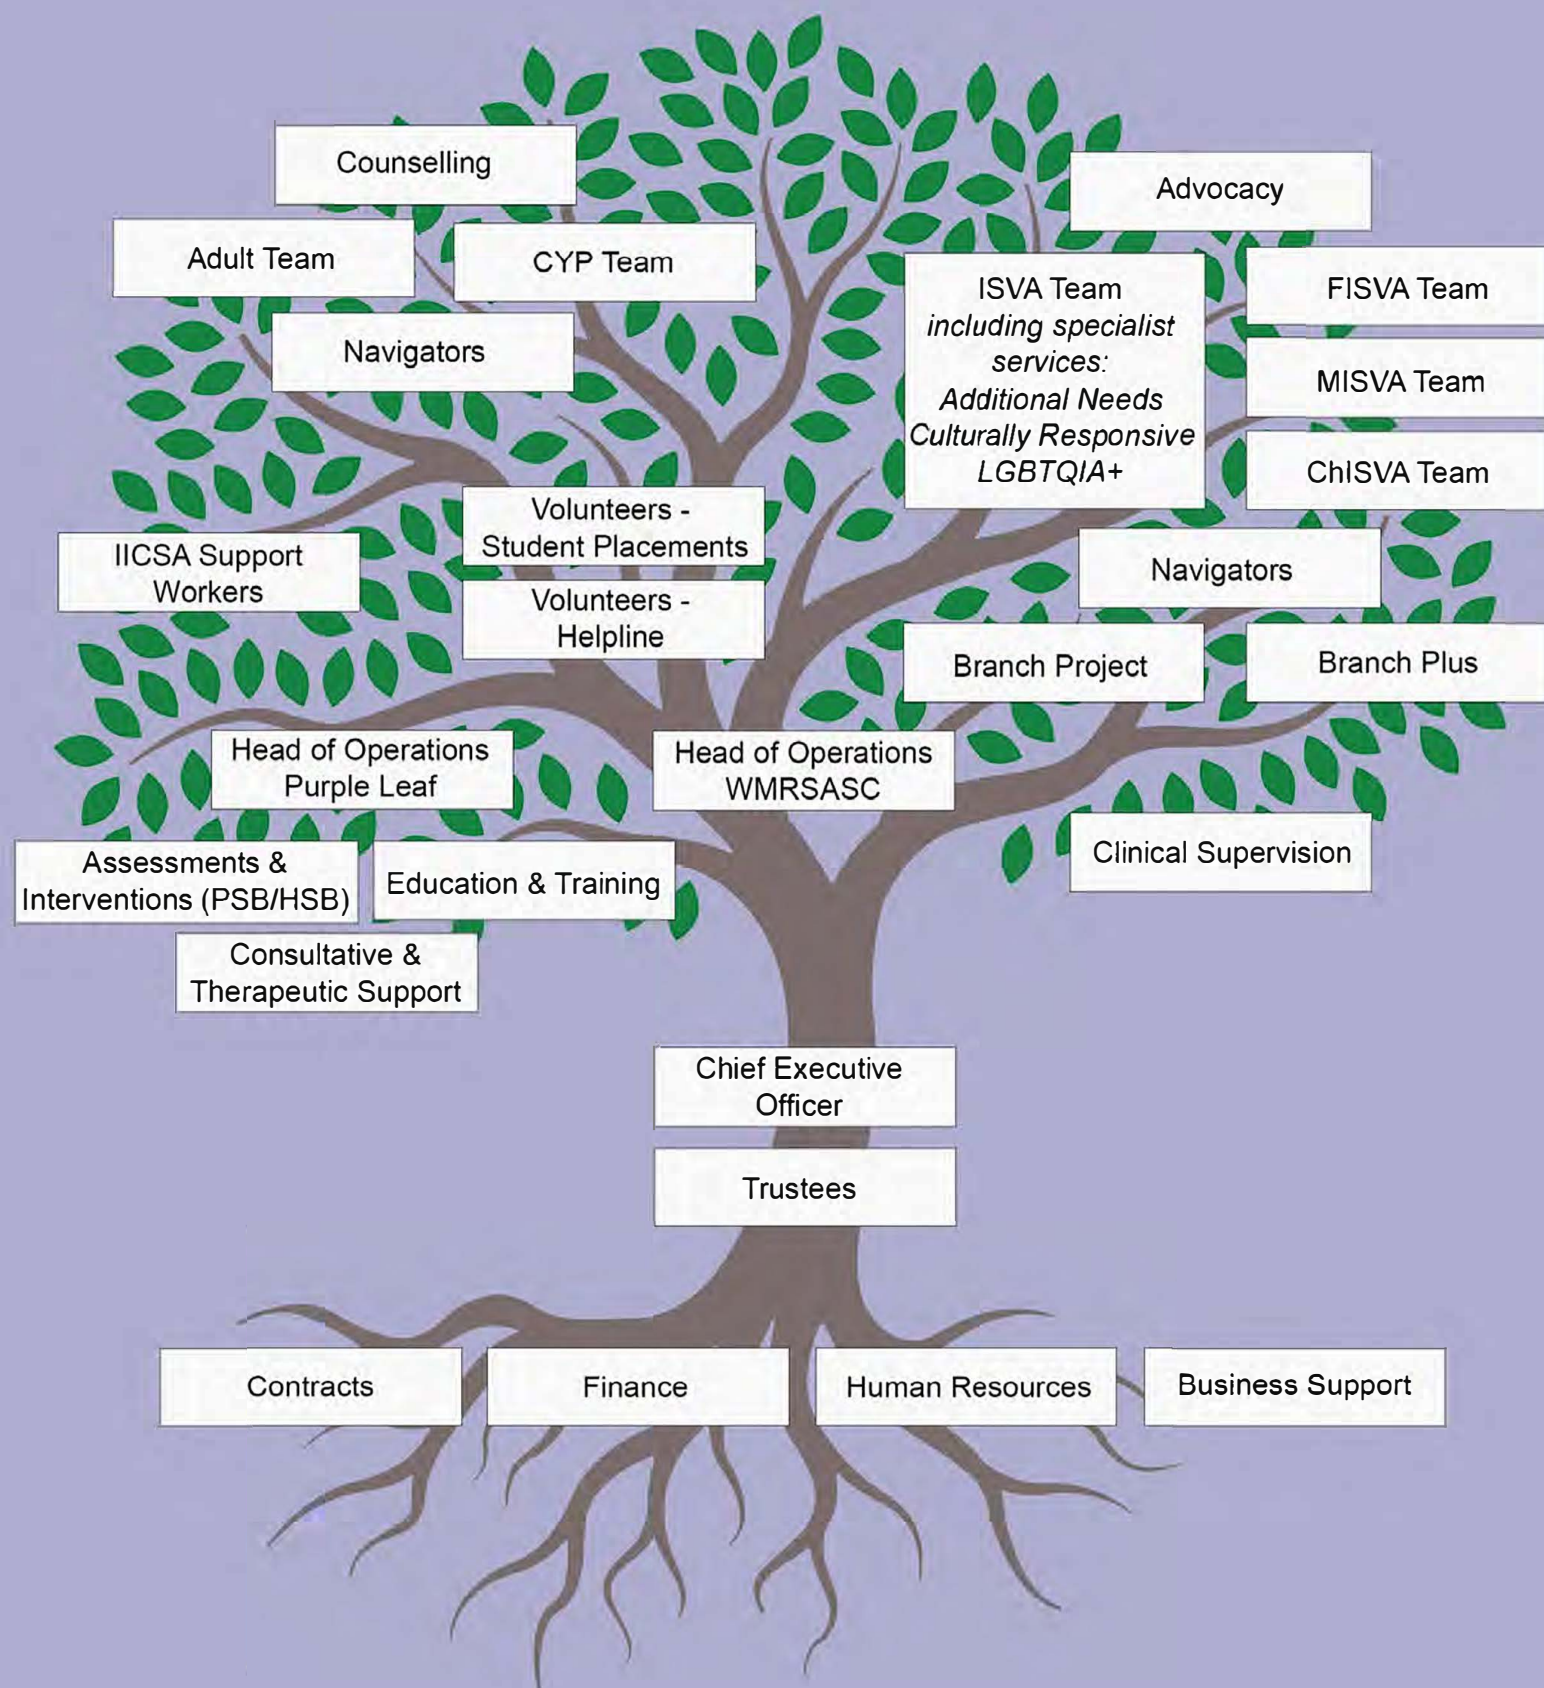 Counselling
Adult Team
CYP Team
Navigators
Advocacy
ISVA Team
including specialist
services:
Additional Needs
Culturally Responsive
LGBTQIA+
FISVA Team
MISVA Team
ChISVA Team
Navigators
Volunteers -
Student Placements
IICSA Support
Workers
Volunteers -
Helpline
Branch Project
Branch Plus
Head of Operations
Purple Leaf
Head of Operations
WMRSASC
Clinical Supervision
Assessments &
Interventions (PSB/HSB)
Education & Training
Consultative &
Therapeutic Support
Chief Executive
Officer
Trustees
Contracts
Finance
Human Resources
Business Support